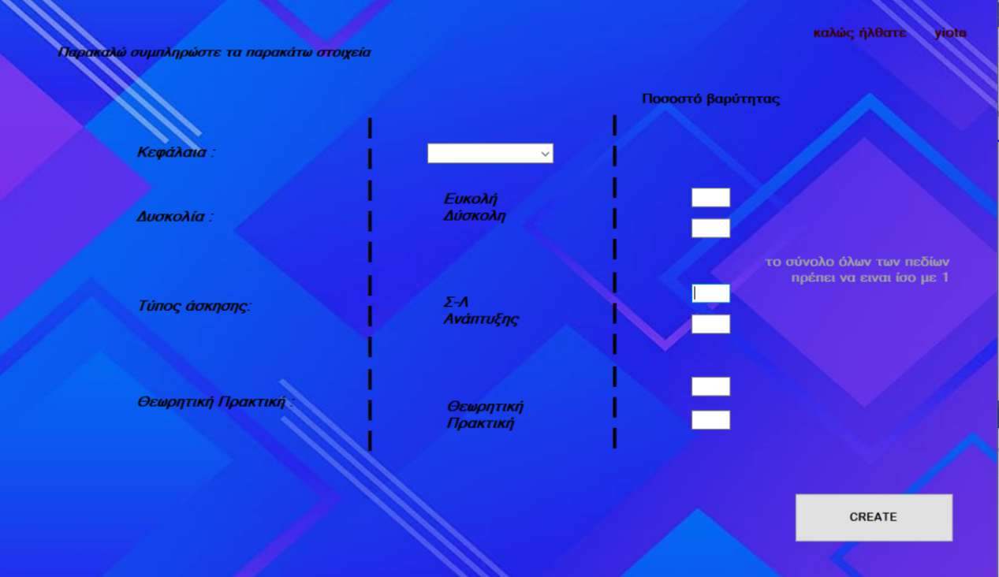 καλώς ήλθατε yiota
Παρακαλώ συμπληρώστε τα παρακάτω στοιχεία
Ποσοστό βαρύτητας
Κεφάλαια :
Δυσκολία :
Ευκολή
Δύσκολη
το σύνολο όλων των πεδίων
πρέπει να ειναι ίσο με 1
Τύπος άσκησης:
Σ-Λ
Ανάπτυξης
Θεωρητική Πρακτική :
Θεωρητική
Πρακτική
CREATE